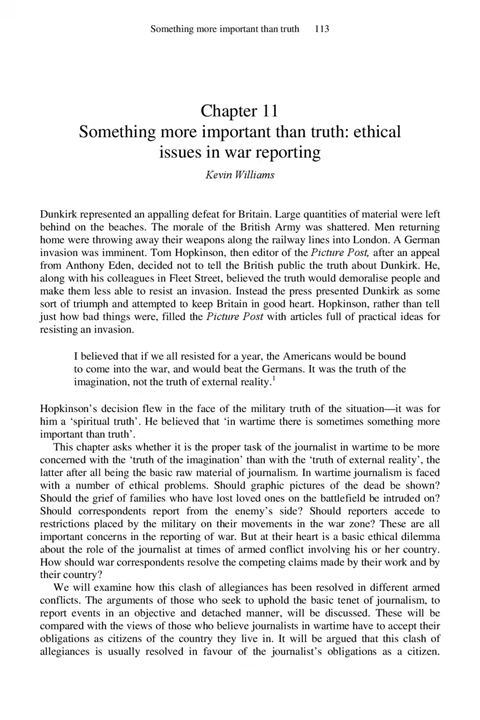 Something more important than truth 113
Chapter 11
Something more important than truth: ethical
issues in war reporting
Kevin Williams
Dunkirk represented an appalling defeat for Britain. Large quantities of material were left
behind on the beaches. The morale of the British Army was shattered. Men returning
home were throwing away their weapons along the railway lines into London. A German
invasion was imminent. Tom Hopkinson, then editor of the Picture Post, after an appeal
from Anthony Eden, decided not to tell the British public the truth about Dunkirk. He,
along with his colleagues in Fleet Street, believed the truth would demoralise people and
make them less able to resist an invasion. Instead the press presented Dunkirk as some
sort of triumph and attempted to keep Britain in good heart. Hopkinson, rather than tell
just how bad things were, filled the Picture Post with articles full of practical ideas for
resisting an invasion.
I believed that if we all resisted for a year, the Americans would be bound
to come into the war, and would beat the Germans. It was the truth of the
imagination, not the truth of external reality.1
Hopkinson's decision flew in the face of the military truth of the situation—it was for
him a 'spiritual truth'. He believed that 'in wartime there is sometimes something more
important than truth'.
This chapter asks whether it is the proper task of the journalist in wartime to be more
concerned with the 'truth of the imagination' than with the 'truth of external reality', the
latter after all being the basic raw material of journalism. In wartime journalism is faced
with a number of ethical problems. Should graphic pictures of the dead be shown?
Should the grief of families who have lost loved ones on the battlefield be intruded on?
Should correspondents report from the enemy's side? Should reporters accede to
restrictions placed by the military on their movements in the war zone? These are all
important concerns in the reporting of war. But at their heart is a basic ethical dilemma
about the role of the journalist at times of armed conflict involving his or her country.
How should war correspondents resolve the competing claims made by their work and by
their country?
We will examine how this clash of allegiances has been resolved in different armed
conflicts. The arguments of those who seek to uphold the basic tenet of journalism, to
report events in an objective and detached manner, will be discussed. These will be
compared with the views of those who believe journalists in wartime have to accept their
obligations as citizens of the country they live in. It will be argued that this clash of
allegiances is usually resolved in favour of the journalist's obligations as a citizen.